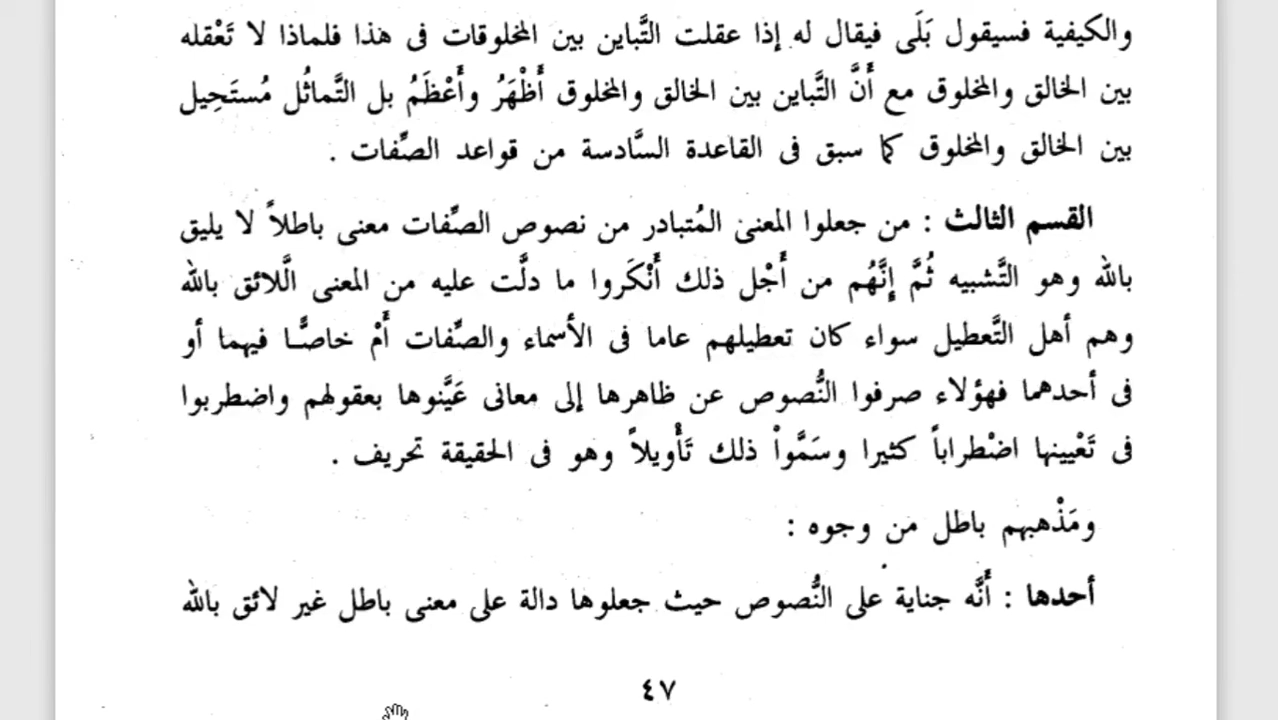 والكيفية فسيقول بَلَى فيقال له إذا عقلت التَّباين بين المخلوقات فى هذا فلماذا لا تَعْقله
بين الخالق والمخلوق مع أَنَّ التَّباين بين الخالق والمخلوق أَظْهَرُ وأَعْظَمُ بل التَّماثُل مُستَحِيل
بين الخالق والمخلوق كما سبق فى القاعدة السَّادسة من قواعد الصِّفات .
القسم الثالث : من جعلوا المعنى المُتبادر من نصوص الصِّفات معنى باطلاً لا يليق
بالله وهو التَّشبيه ثُمَّ إِنَّهُم من أَجْل ذلك أَنْكَروا ما دلَّت عليه من المعنى الَّلائق بالله
وهم أهل التَّعطيل سواء كان تعطيلهم عاما فى الأسماء والصِّفات أَمْ خاصًّا فيهما أو
فى أحدهما فهؤلاء صرفوا النُّصوص عن ظاهرها إلى معانى عَيَّنوها بعقولهم واضطربوا
فى تَعْيينها اضْطراباً كثيرا وسَمَّواْ ذلك تَأْويلاً وهو فى الحقيقة تحريف .
ومَذْهبهم باطل من وجوه :
أحدها : أَنَّه جناية على النُّصوص حيث جعلوها دالة على معنى باطل غير لائق بالله
٤٧